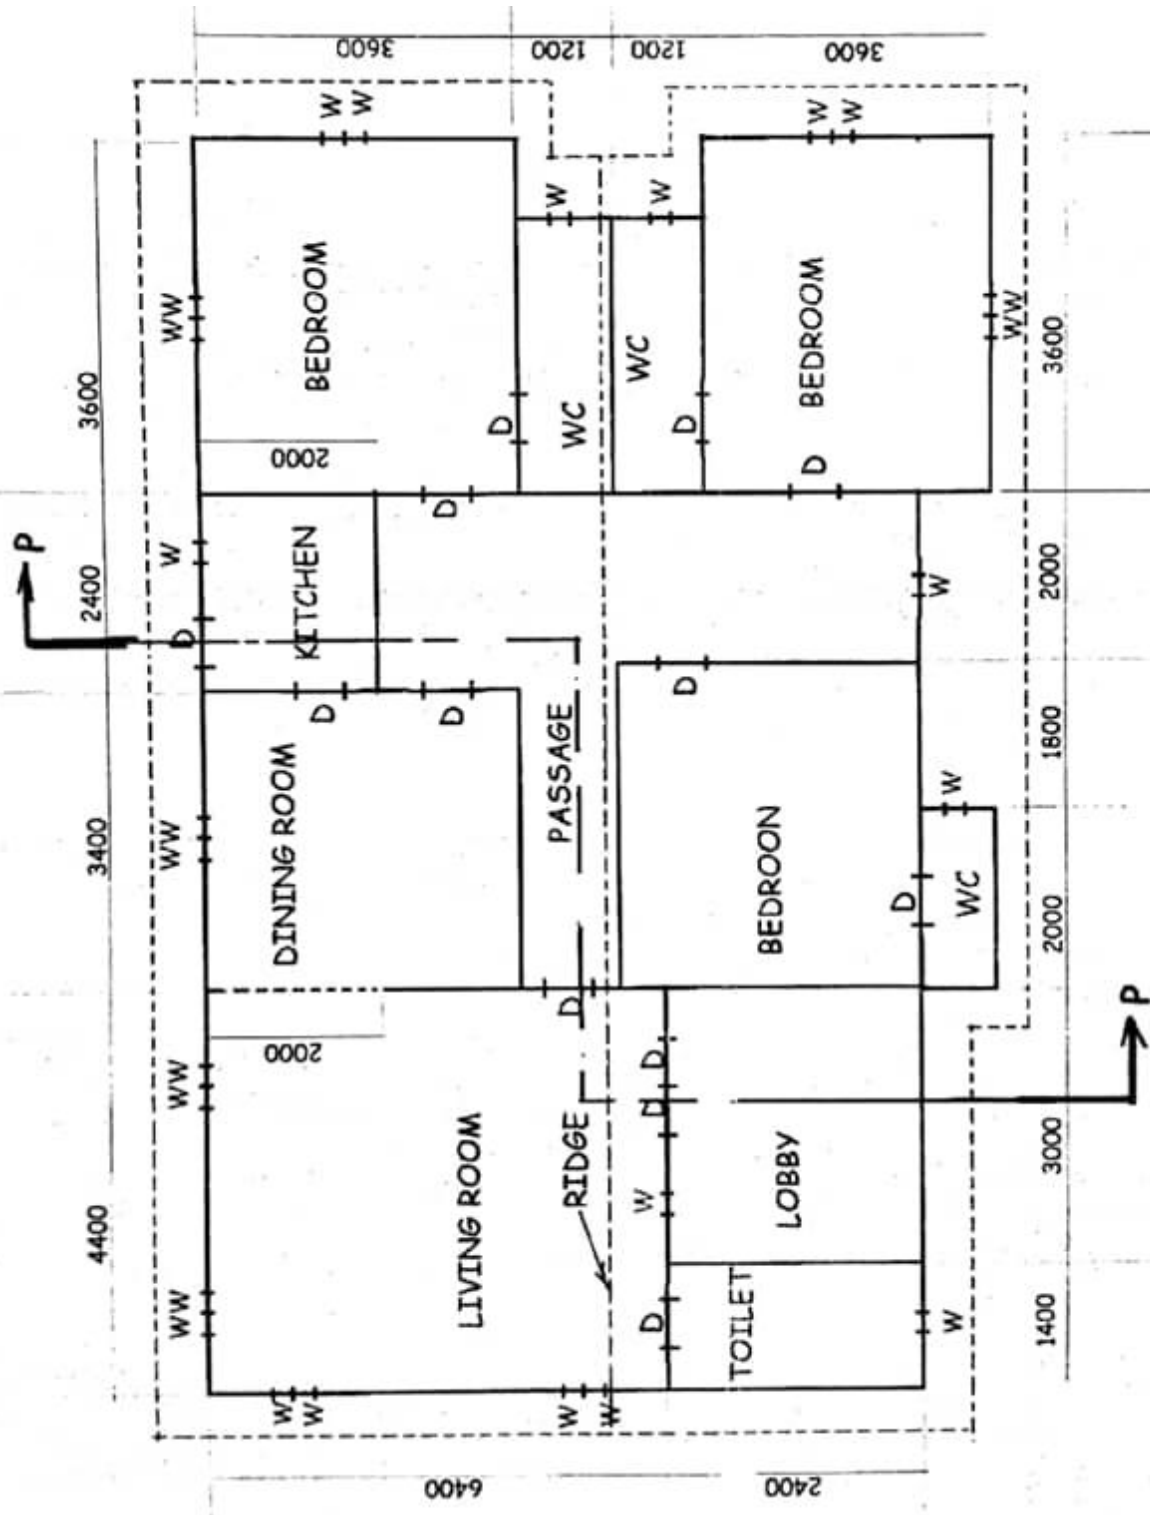 3600
1200
1200
3600
W
W
W
W
WW
W
W
3600
BEDROOM
BEDROOM
WW
3600
WC
WC
D
D
2000
D
D
P
W
KITCHEN
2400
2000
W
D
D
D
D
PASSAGE
1800
DINING ROOM
WW
3400
W
BEDROON
D
WC
2000
D
P
2000
WW
D
D
RIDGE
LIVING ROOM
W
LOBBY
3000
4400
WW
D
TOILET
W
1400
W
W
W
W
6400
2400